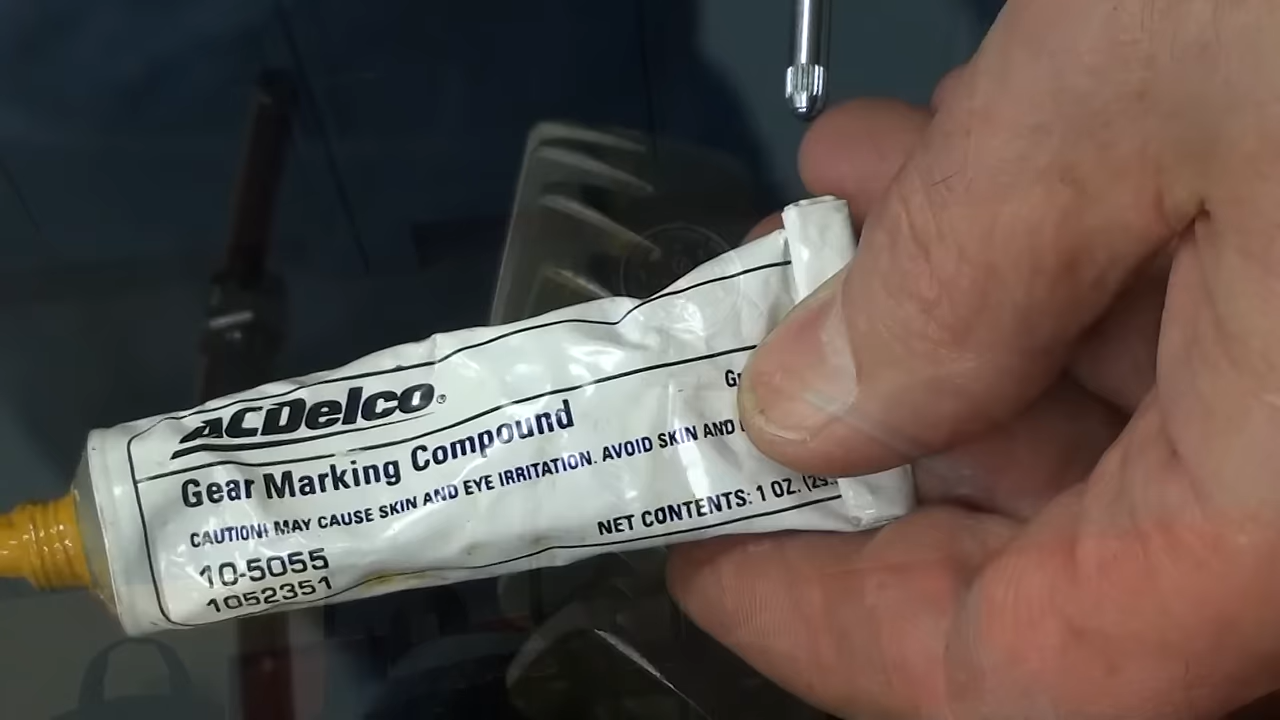 ACDelco®
Gear Marking Compound
CAUTION! MAY CAUSE SKIN AND EYE IRRITATION. AVOID SKIN AND
NET CONTENTS: 1 OZ.
10-5055
1052351